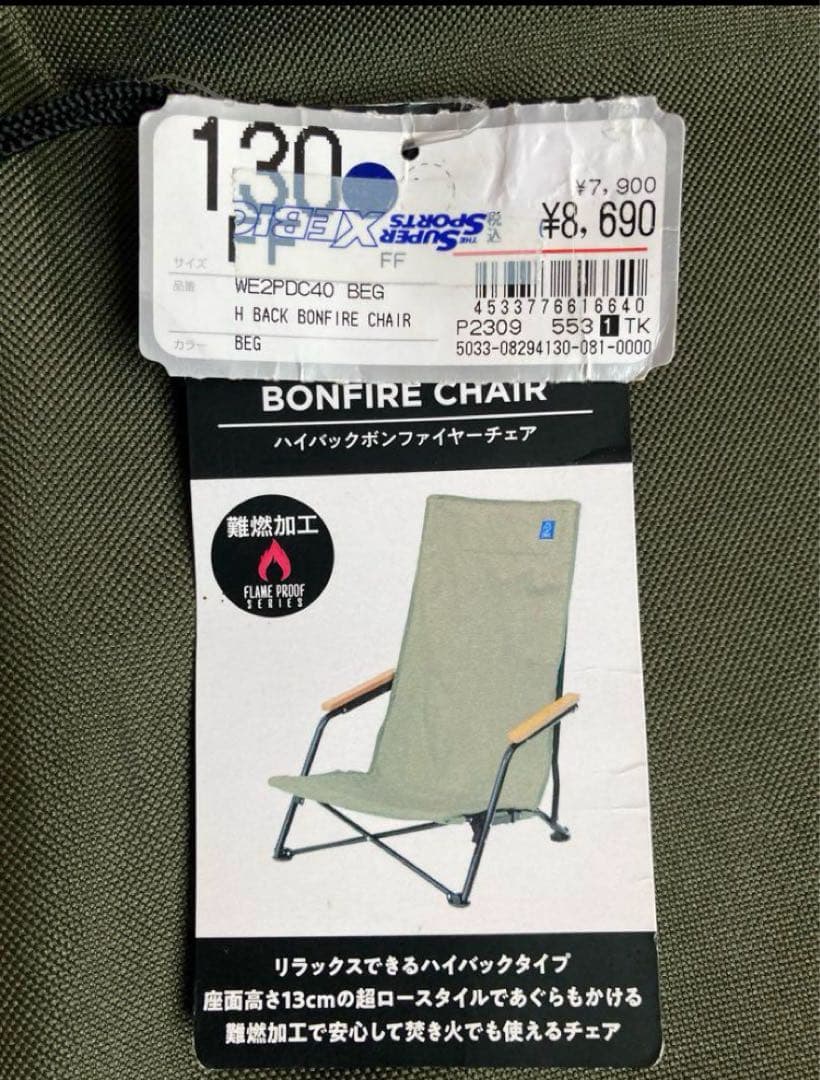 130
¥7,900
税込
¥8,690
THE SUPER SPORTS XEBIO
サイズ
FF
品番
WE2PDC40 BEG
H BACK BONFIRE CHAIR
カラー
BEG
4533776616640
P2309 553 1 TK
5033-08294130-081-0000
BONFIRE CHAIR
ハイバックボンファイヤーチェア
難燃加工
FLAME PROOF
SERIES
リラックスできるハイバックタイプ
座面高さ13cmの超ロースタイルであぐらもかける
難燃加工で安心して焚き火でも使えるチェア